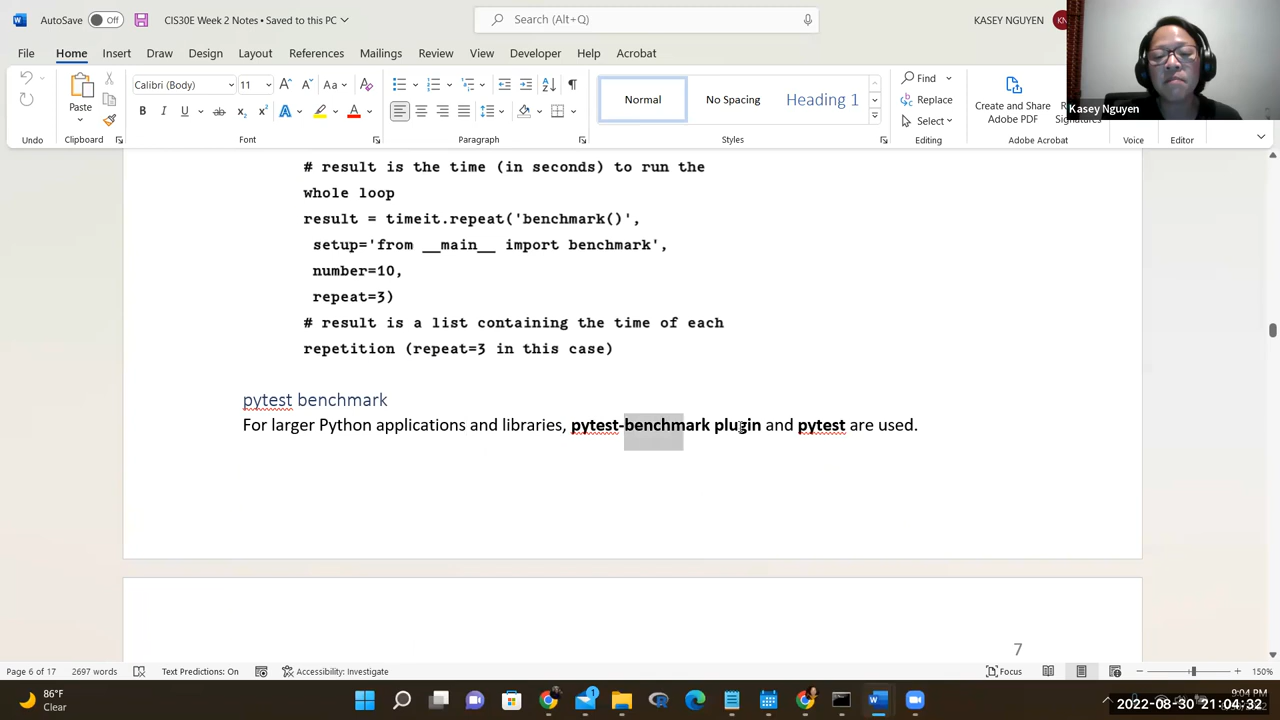 AutoSave Off CIS30E Week 2 Notes • Saved to this PC Search (Alt+Q) KASEY NGUYEN
File Home Insert Draw Design Layout References Mailings Review View Developer Help Acrobat
Paste Calibri (Body) 11 Normal No Spacing Heading 1 Find Replace Select Create and Share Adobe PDF
Kasey Nguyen
Undo Clipboard Font Paragraph Styles Editing Adobe Acrobat Voice Editor
# result is the time (in seconds) to run the
whole loop
result = timeit.repeat('benchmark()',
setup='from __main__ import benchmark',
number=10,
repeat=3)
# result is a list containing the time of each
repetition (repeat=3 in this case)
pytest benchmark
For larger Python applications and libraries, pytest-benchmark plugin and pytest are used.
7
Page 6 of 17 2697 words Text Predictions: On Accessibility: Investigate Focus 150%
86°F
Clear
2022-08-30 21:04:32